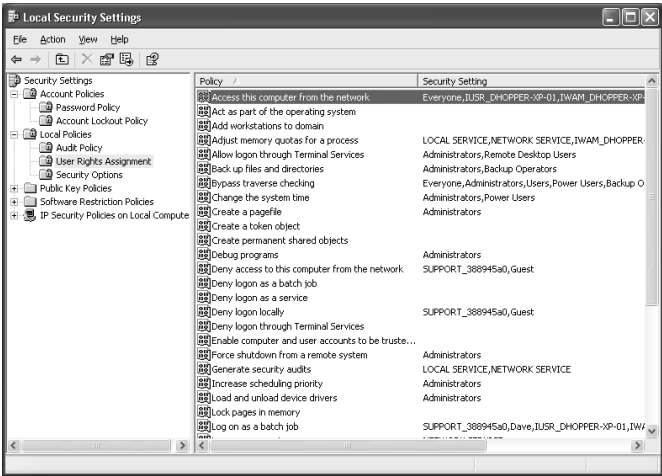 Local Security Settings
File Action View Help
Security Settings
Account Policies
Password Policy
Account Lockout Policy
Local Policies
Audit Policy
User Rights Assignment
Security Options
Public Key Policies
Software Restriction Policies
IP Security Policies on Local Compute
Policy Security Setting
Access this computer from the network Everyone,IUSR_DHOPPER-XP-01,IWAM_DHOPPER-XP-
Act as part of the operating system
Add workstations to domain
Adjust memory quotas for a process LOCAL SERVICE,NETWORK SERVICE,IWAM_DHOPPER-
Allow logon through Terminal Services Administrators,Remote Desktop Users
Back up files and directories Administrators,Backup Operators
Bypass traverse checking Everyone,Administrators,Users,Power Users,Backup O
Change the system time Administrators,Power Users
Create a pagefile Administrators
Create a token object
Create permanent shared objects
Debug programs Administrators
Deny access to this computer from the network SUPPORT_388945a0,Guest
Deny logon as a batch job
Deny logon as a service
Deny logon locally SUPPORT_388945a0,Guest
Deny logon through Terminal Services
Enable computer and user accounts to be truste...
Force shutdown from a remote system Administrators
Generate security audits LOCAL SERVICE,NETWORK SERVICE
Increase scheduling priority Administrators
Load and unload device drivers Administrators
Lock pages in memory
Log on as a batch job SUPPORT_388945a0,Dave,IUSR_DHOPPER-XP-01,IWA